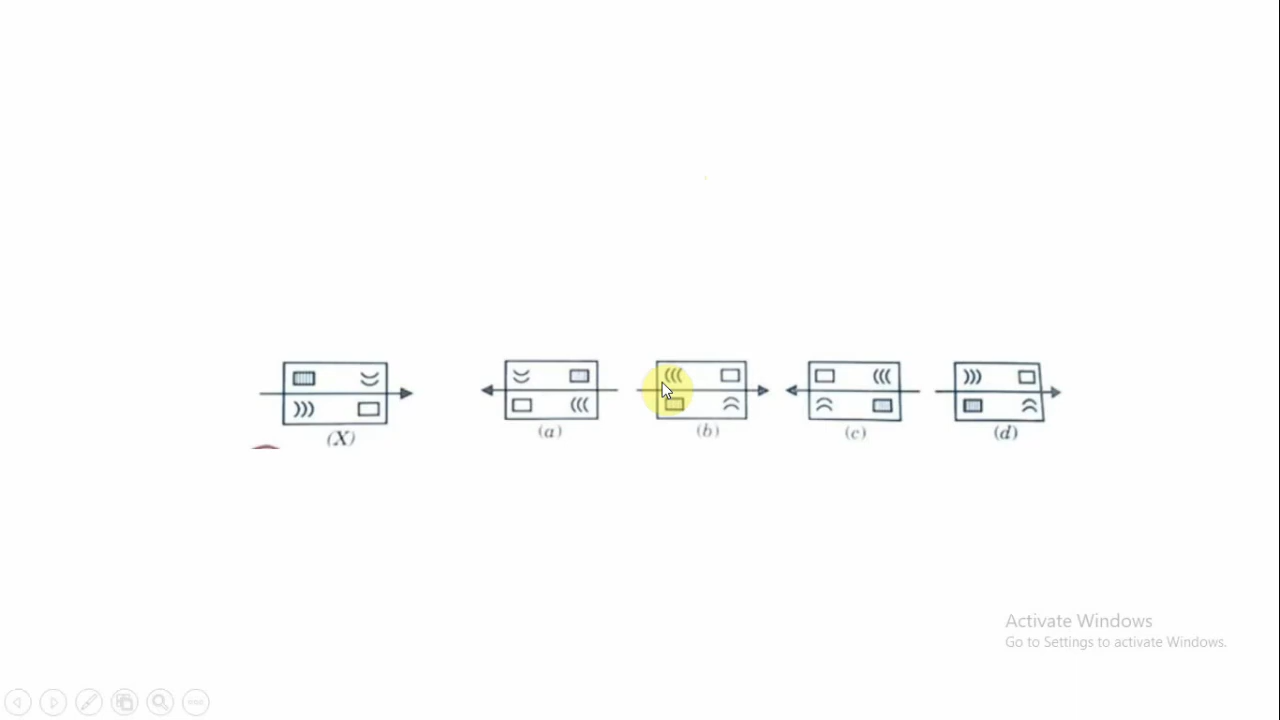 (X)
(a)
(b)
(c)
(d)
Activate Windows
Go to Settings to activate Windows.